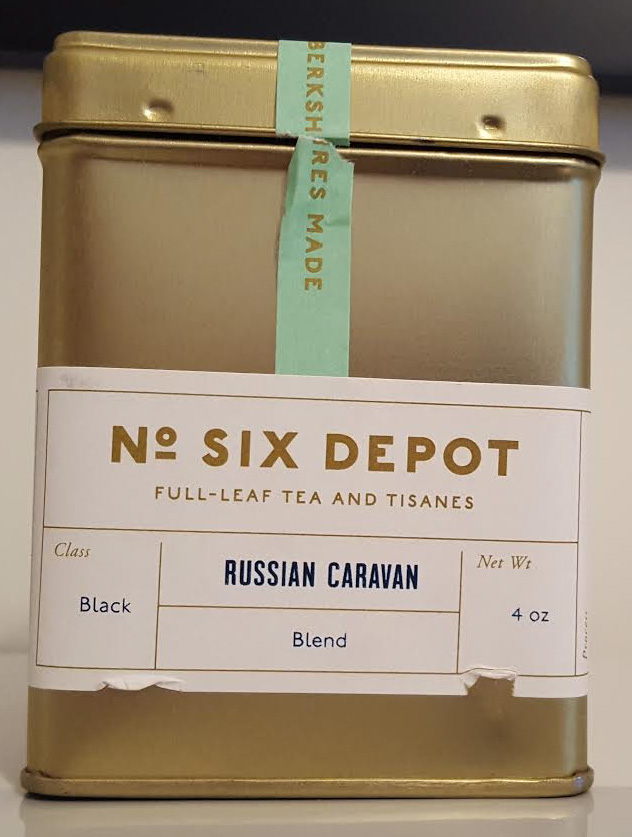 BERKSHIRES MADE
Nº SIX DEPOT
FULL-LEAF TEA AND TISANES
Class
Black
RUSSIAN CARAVAN
Blend
Net Wt
4 oz
Process